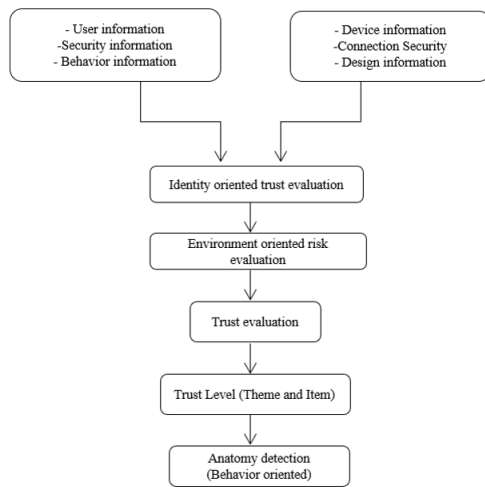 - User information
-Security information
- Behavior information
- Device information
-Connection Security
- Design information
Identity oriented trust evaluation
Environment oriented risk
evaluation
Trust evaluation
Trust Level (Theme and Item)
Anatomy detection
(Behavior oriented)